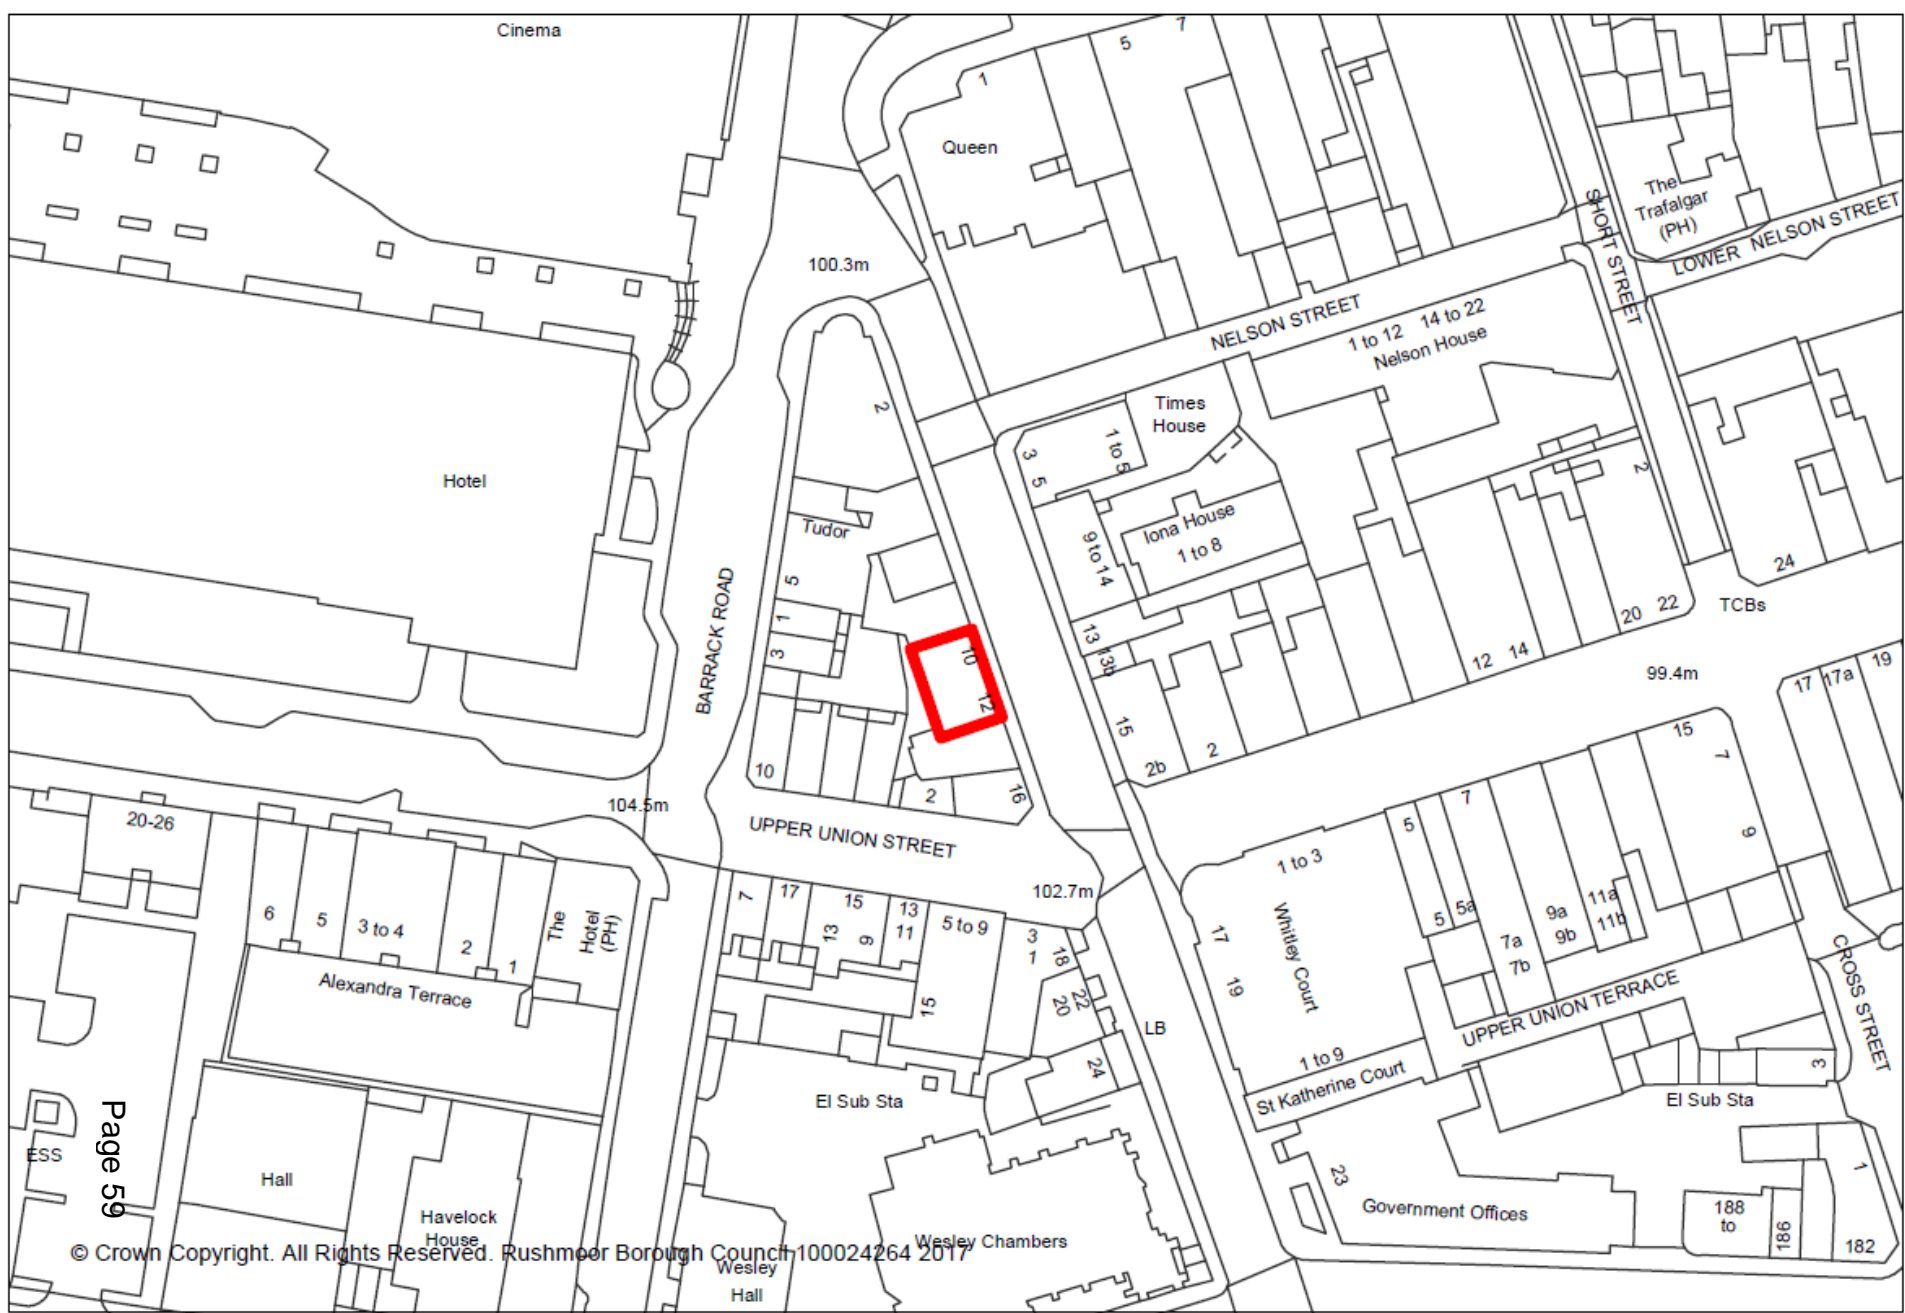 Cinema
7
5
1
Queen
SHORT STREET
The
Trafalgar
(PH)
LOWER NELSON STREET
100.3m
NELSON STREET
1 to 12 14 to 22
Nelson House
2
Times
House
3
5
1 to 5
Hotel
Tudor
5
Iona House
1 to 8
9 to 14
2
24
TCBs
BARRACK ROAD
1
3
10
12
13
13b
15
2b
2
12
14
20
22
99.4m
17
17a
19
10
2
16
104.5m
UPPER UNION STREET
102.7m
20-26
6
5
3 to 4
2
1
The
Hotel
(PH)
Alexandra Terrace
7
17
15
13
9
13
11
5 to 9
3
1
18
22
20
15
24
LB
1 to 3
17
19
Whitley Court
1 to 9
St Katherine Court
5
7
15
7
9
5
5a
7a
7b
9a
9b
11a
11b
UPPER UNION TERRACE
CROSS STREET
3
El Sub Sta
El Sub Sta
ESS
Page 59
Hall
Havelock
House
Wesley Chambers
Wesley
Hall
23
Government Offices
188
to
186
182
1
© Crown Copyright. All Rights Reserved. Rushmoor Borough Council 100024264 2017